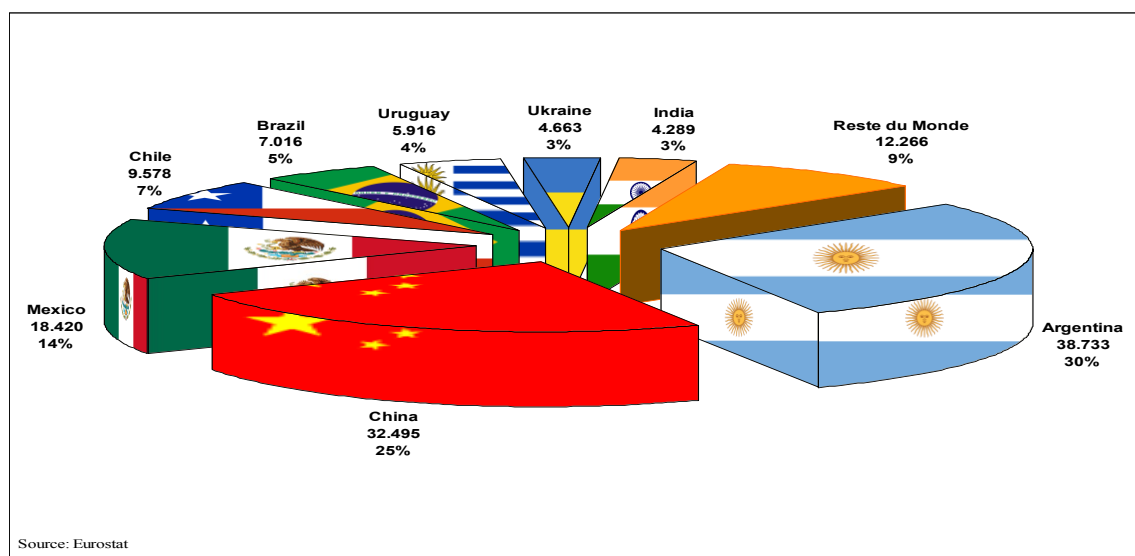 Ukraine
4.663
3%
India
4.289
3%
Uruguay
5.916
4%
Reste du Monde
12.266
9%
Brazil
7.016
5%
Chile
9.578
7%
Mexico
18.420
14%
Argentina
38.733
30%
China
32.495
25%
Source: Eurostat